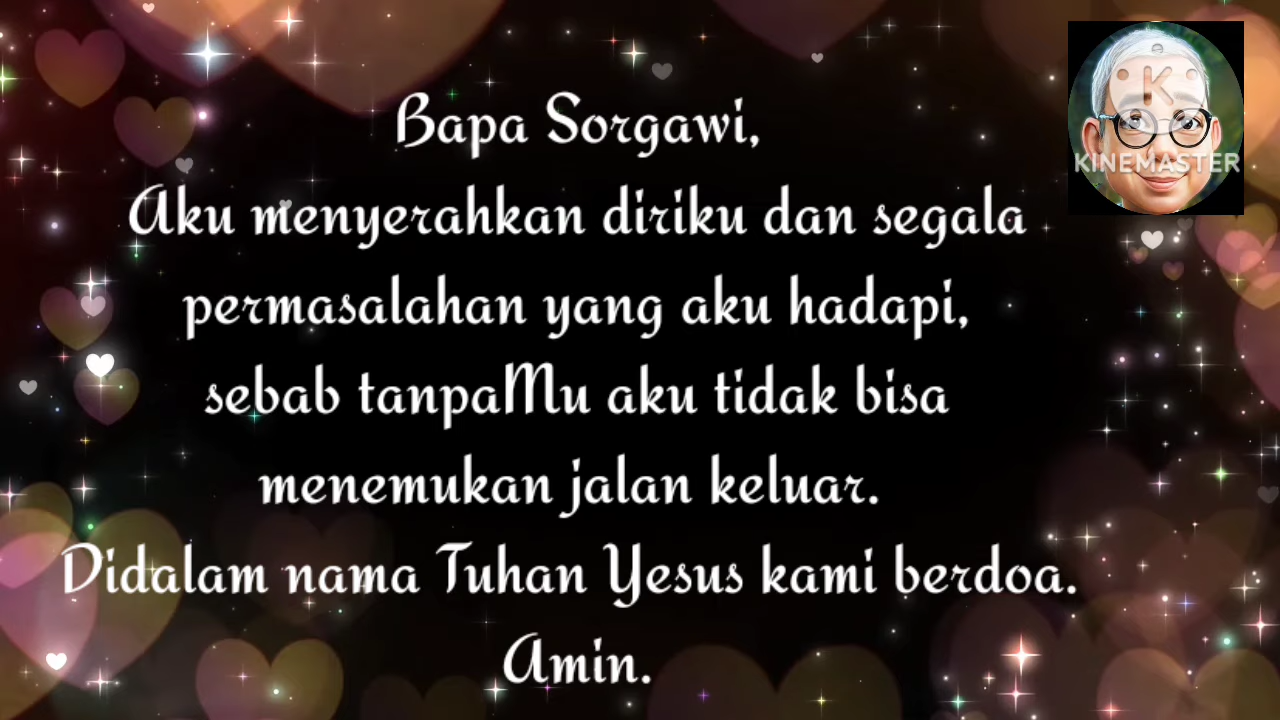 Bapa Sorgawi,
Aku menyerahkan diriku dan segala
permasalahan yang aku hadapi,
sebab tanpaMu aku tidak bisa
menemukan jalan keluar.
Didalam nama Tuhan Yesus kami berdoa.
Amin.
K
KINEMASTER